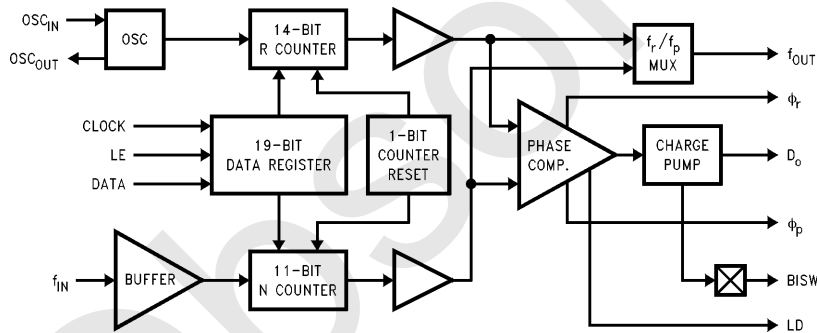 OSC_IN
OSC_OUT
OSC
14-BIT
R COUNTER
f_r/f_p
MUX
f_OUT
ϕ_r
CLOCK
LE
DATA
19-BIT
DATA REGISTER
1-BIT
COUNTER
RESET
PHASE
COMP.
CHARGE
PUMP
D_o
ϕ_p
f_IN
BUFFER
11-BIT
N COUNTER
BISW
LD